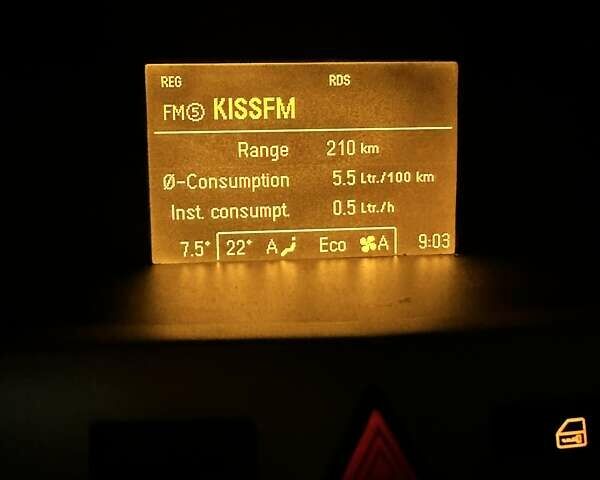 REG RDS
FM⑤ KISSFM
Range 210 km
Ø-Consumption 5.5 Ltr./100 km
Inst. consumpt. 0.5 Ltr./h
7.5° 22° A Eco A 9:03